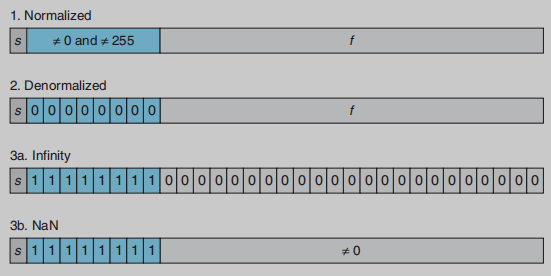 1. Normalized
s ≠ 0 and ≠ 255 f
2. Denormalized
s 0 0 0 0 0 0 0 0 f
3a. Infinity
s 1 1 1 1 1 1 1 1 0 0 0 0 0 0 0 0 0 0 0 0 0 0 0 0 0 0 0 0 0 0 0
3b. NaN
s 1 1 1 1 1 1 1 1 ≠ 0